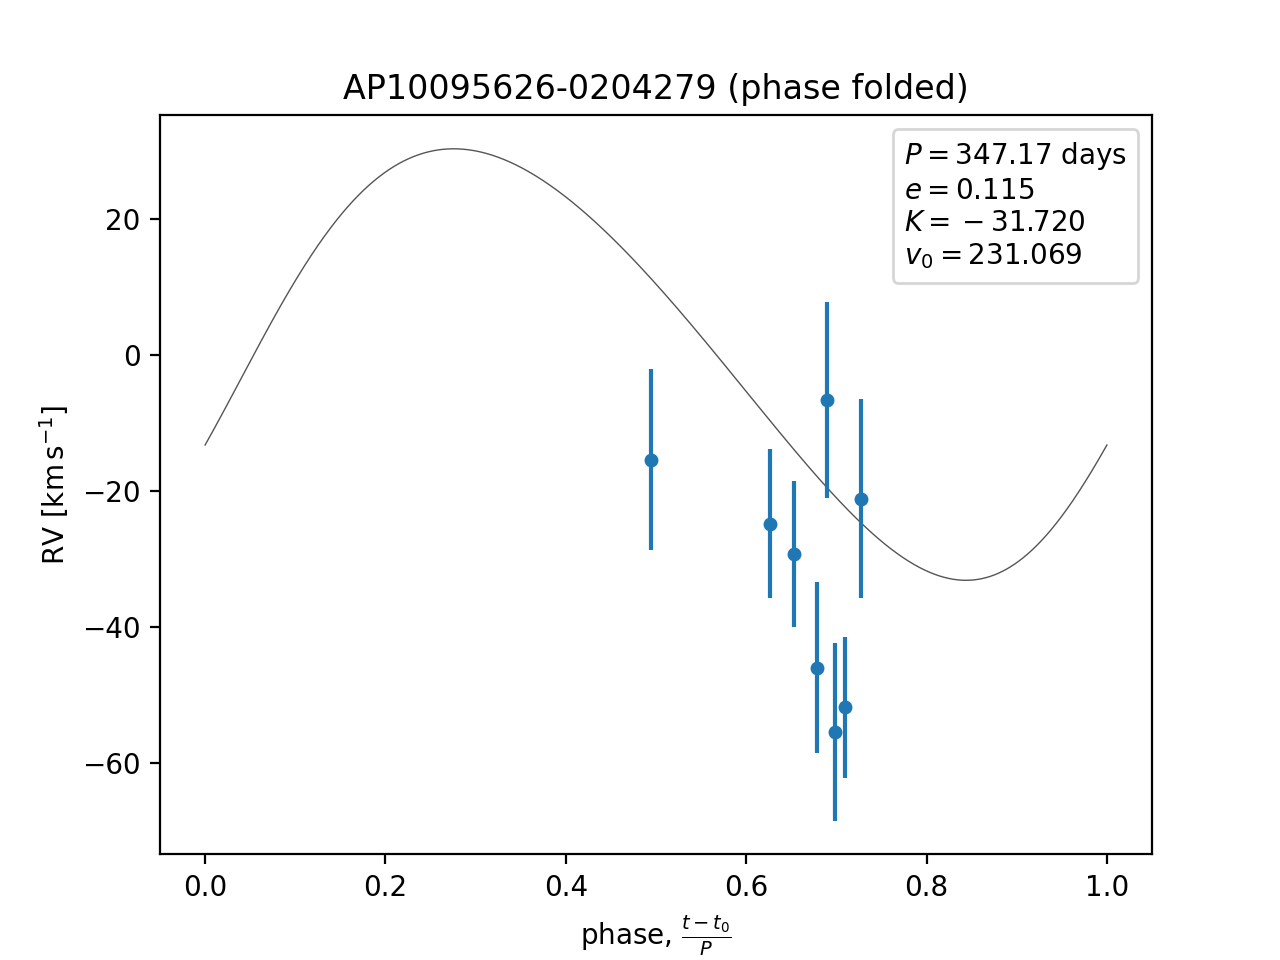 AP10095626-0204279 (phase folded)
P = 347.17 days
e = 0.115
K = −31.720
v₀ = 231.069
RV [km s⁻¹]
20
0
−20
−40
−60
0.0 0.2 0.4 0.6 0.8 1.0
phase, (t − t₀)/P